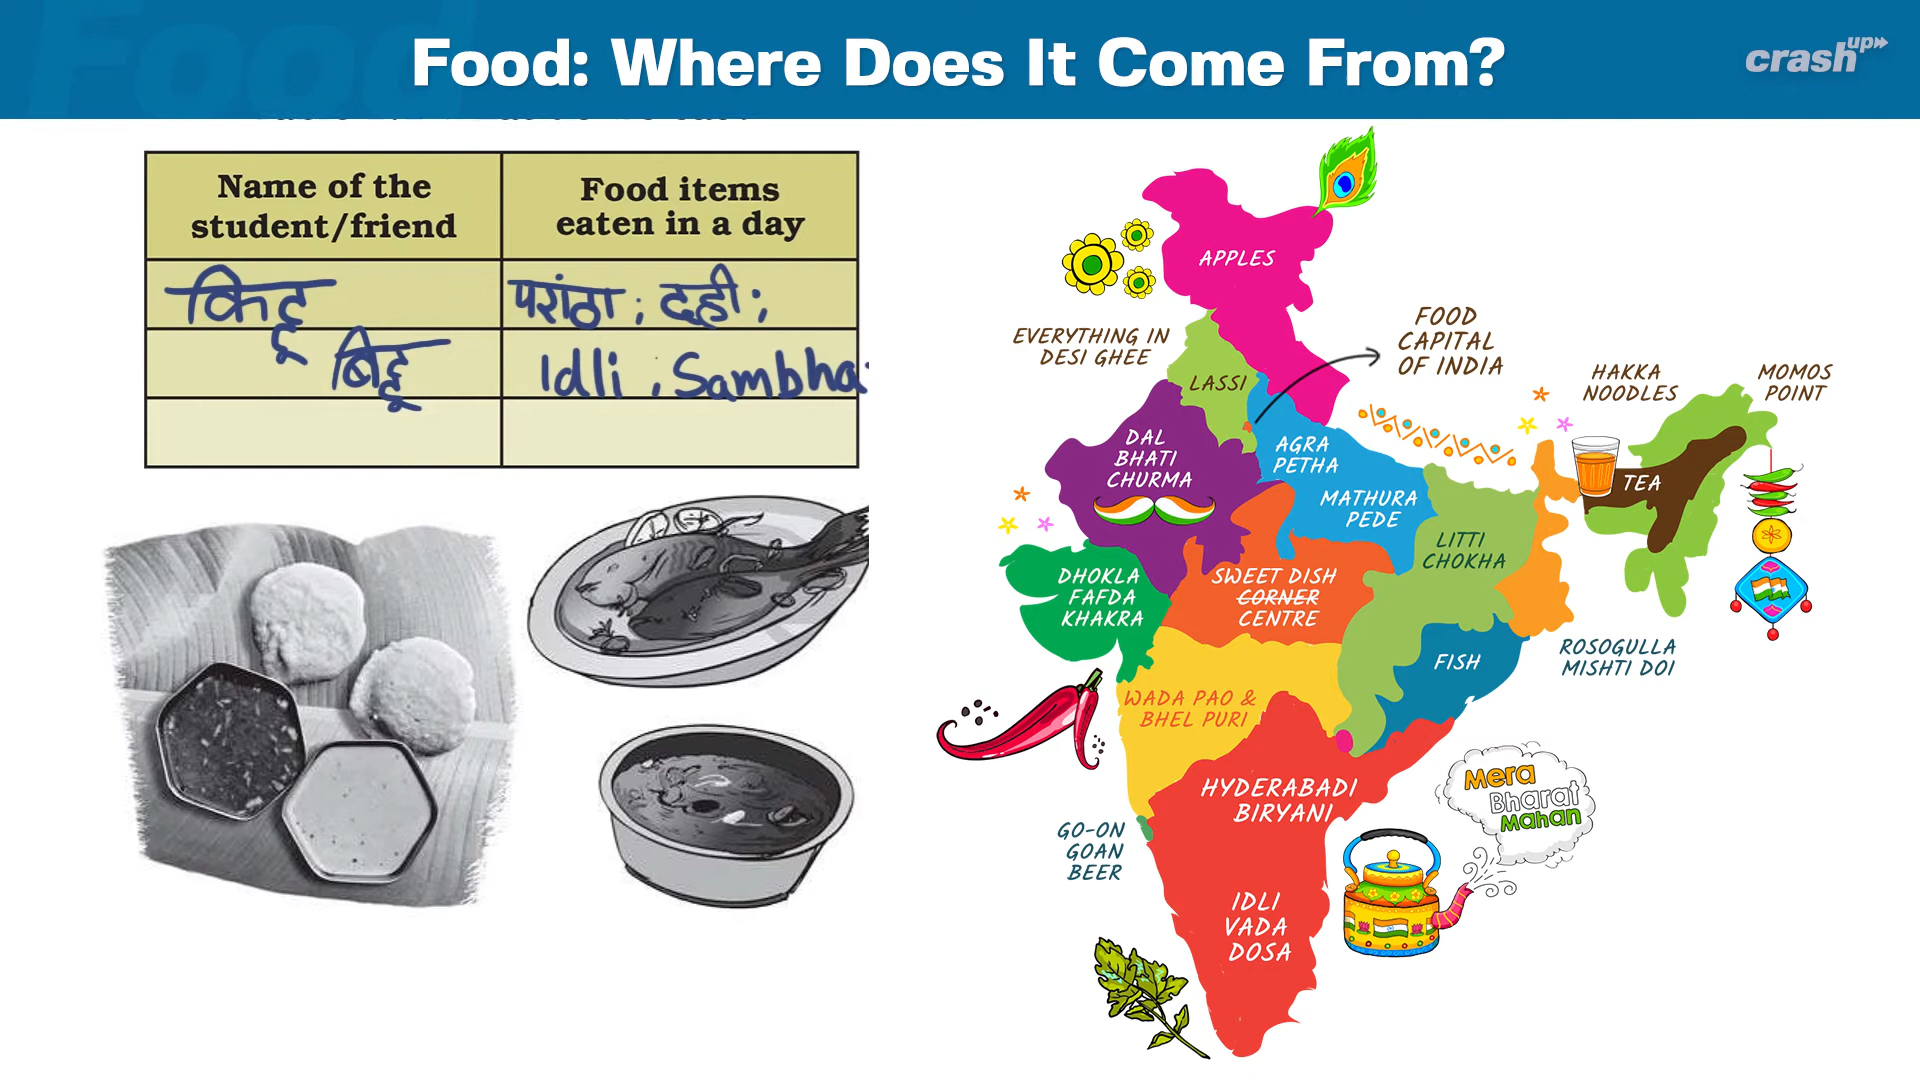 Food: Where Does It Come From?
crash up
Name of the
student/friend
Food items
eaten in a day
किट्टू
परांठा ; दही ;
बिट्टू
Idli ; Sambha
APPLES
EVERYTHING IN
DESI GHEE
LASSI
FOOD
CAPITAL
OF INDIA
HAKKA
NOODLES
MOMOS
POINT
DAL
BHATI
CHURMA
AGRA
PETHA
MATHURA
PEDE
TEA
LITTI
CHOKHA
DHOKLA
FAFDA
KHAKRA
SWEET DISH
CORNER
CENTRE
FISH
ROSOGULLA
MISHTI DOI
WADA PAO &
BHEL PURI
HYDERABADI
BIRYANI
Mera
Bharat
Mahan
GO-ON
GOAN
BEER
IDLI
VADA
DOSA